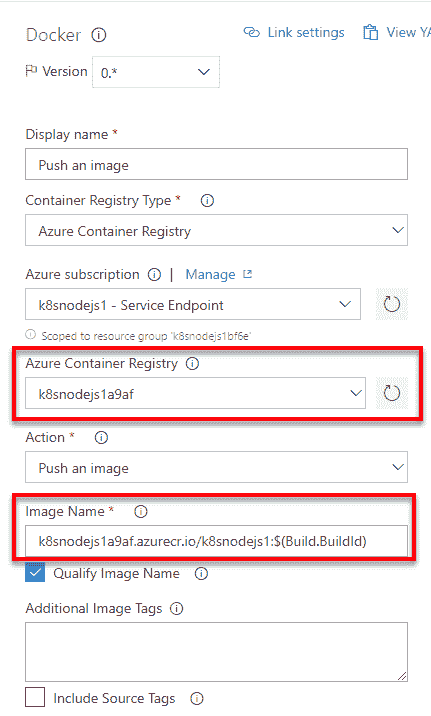 Docker Link settings View YA
Version 0.*
Display name *
Push an image
Container Registry Type *
Azure Container Registry
Azure subscription | Manage
k8snodejs1 - Service Endpoint
Scoped to resource group 'k8snodejs1bf6e'
Azure Container Registry
k8snodejs1a9af
Action *
Push an image
Image Name *
k8snodejs1a9af.azurecr.io/k8snodejs1:$(Build.BuildId)
Qualify Image Name
Additional Image Tags
Include Source Tags